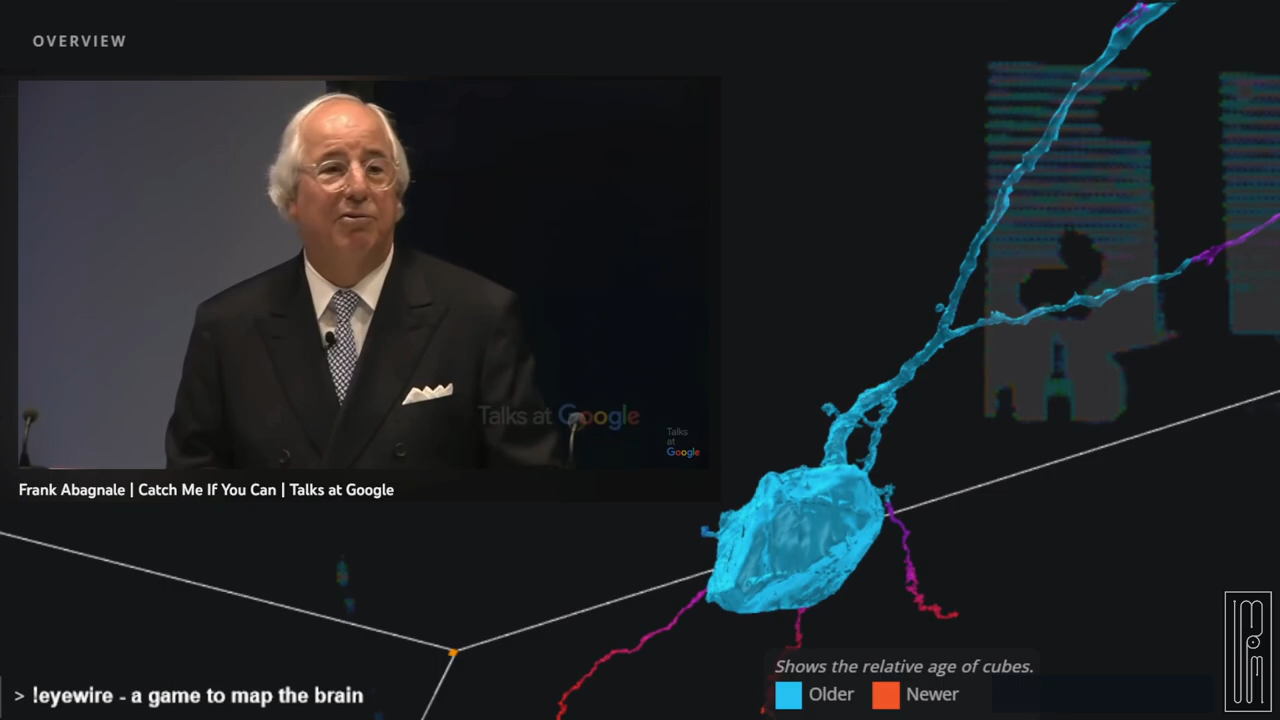 OVERVIEW
Talks at Google
Talks
at
Google
Frank Abagnale | Catch Me If You Can | Talks at Google
Shows the relative age of cubes.
Older Newer
> !eyewire - a game to map the brain